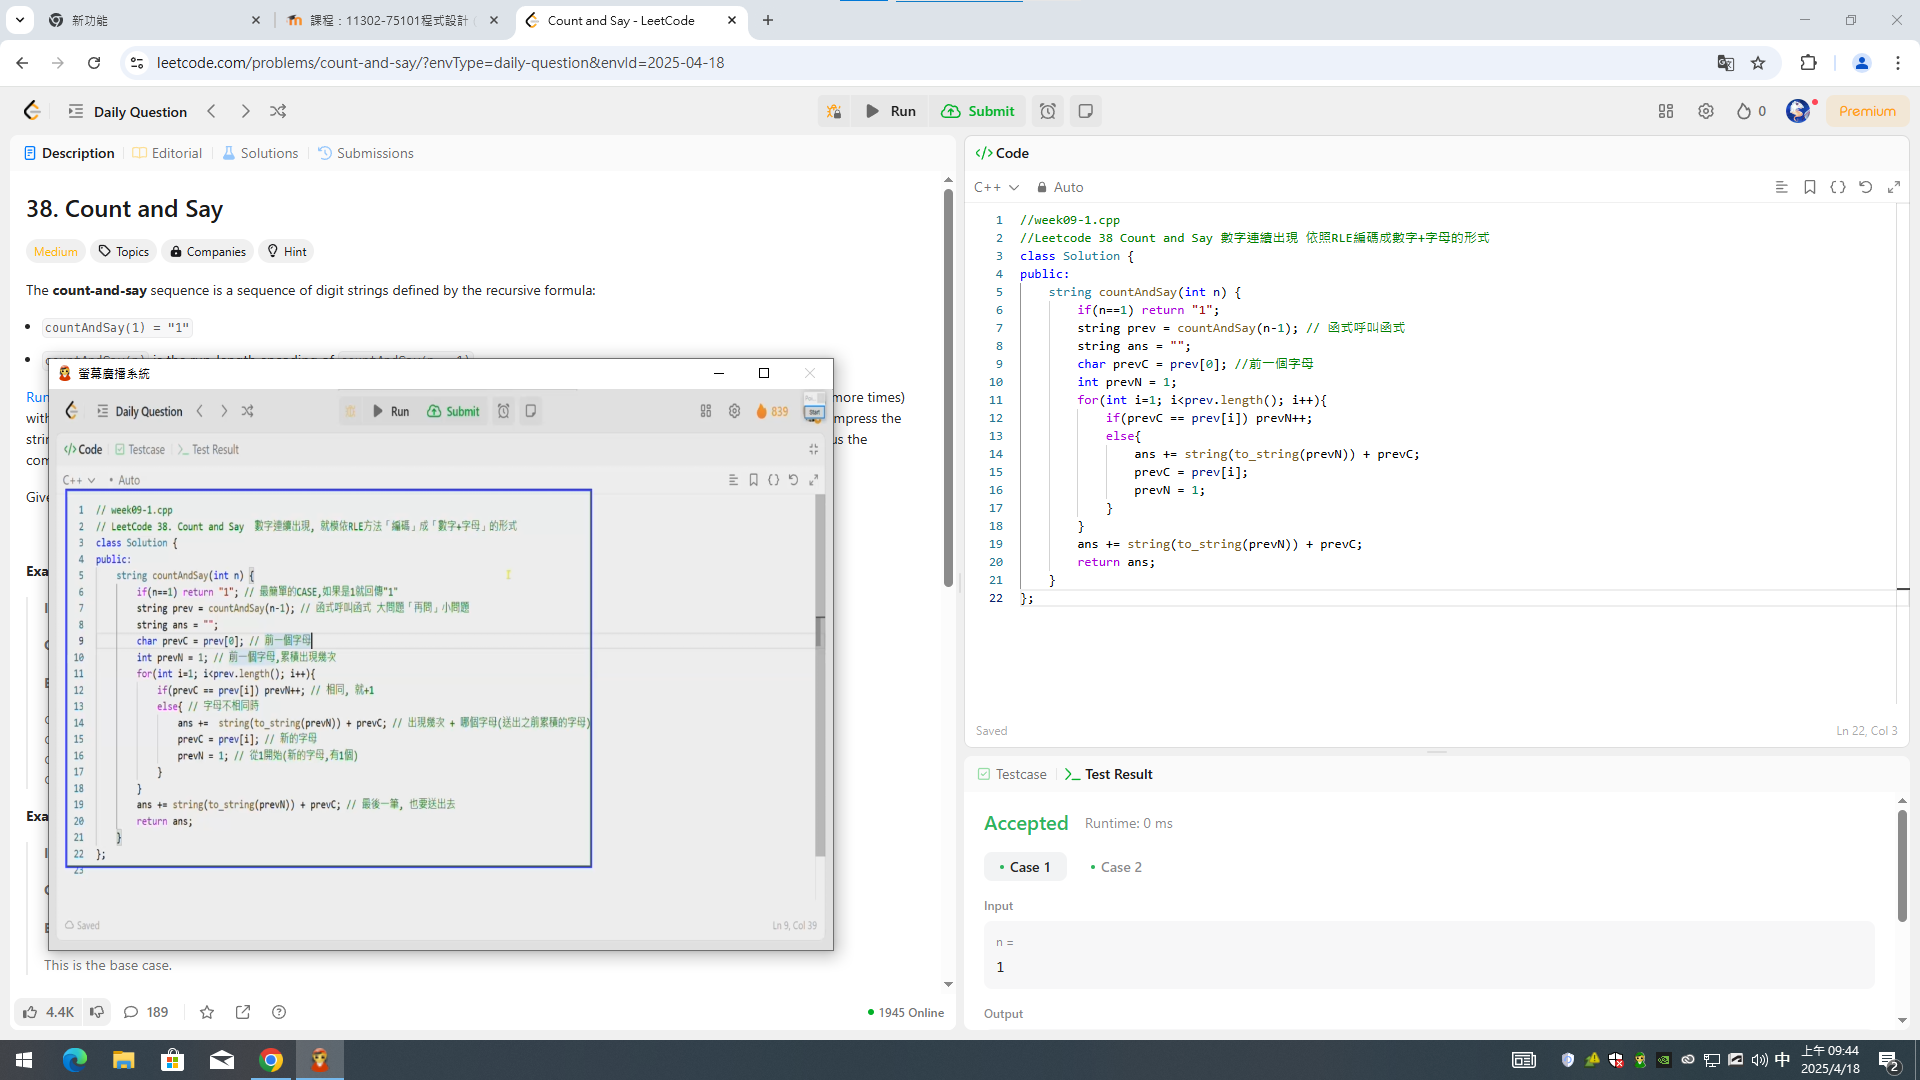 新功能
課程：11302-75101程式設計 (
Count and Say - LeetCode
leetcode.com/problems/count-and-say/?envType=daily-question&envId=2025-04-18
Daily Question
Run
Submit
0
Premium
Description
Editorial
Solutions
Submissions
38. Count and Say
Medium
Topics
Companies
Hint
The count-and-say sequence is a sequence of digit strings defined by the recursive formula:
countAndSay(1) = "1"
Run
more times)
with
mpress the
strin
us the
com
Give
Exa
Exa
This is the base case.
4.4K
189
1945 Online
螢幕廣播系統
Daily Question
Run
Submit
839
Start
Code
Testcase
Test Result
C++
Auto
1 // week09-1.cpp
2 // LeetCode 38. Count and Say 數字連續出現, 就模依RLE方法「編碼」成「數字+字母」的形式
3 class Solution {
4 public:
5 string countAndSay(int n) {
6 if(n==1) return "1"; // 最簡單的CASE,如果是1就回傳"1"
7 string prev = countAndSay(n-1); // 函式呼叫函式 大問題「再問」小問題
8 string ans = "";
9 char prevC = prev[0]; // 前一個字母
10 int prevN = 1; // 前一個字母,累積出現幾次
11 for(int i=1; i<prev.length(); i++){
12 if(prevC == prev[i]) prevN++; // 相同, 就+1
13 else{ // 字母不相同時
14 ans += string(to_string(prevN)) + prevC; // 出現幾次 + 哪個字母(送出之前累積的字母)
15 prevC = prev[i]; // 新的字母
16 prevN = 1; // 從1開始(新的字母,有1個)
17 }
18 }
19 ans += string(to_string(prevN)) + prevC; // 最後一筆, 也要送出去
20 return ans;
21 }
22 };
23
Saved
Ln 9, Col 39
Code
C++
Auto
1 //week09-1.cpp
2 //Leetcode 38 Count and Say 數字連續出現 依照RLE編碼成數字+字母的形式
3 class Solution {
4 public:
5 string countAndSay(int n) {
6 if(n==1) return "1";
7 string prev = countAndSay(n-1); // 函式呼叫函式
8 string ans = "";
9 char prevC = prev[0]; //前一個字母
10 int prevN = 1;
11 for(int i=1; i<prev.length(); i++){
12 if(prevC == prev[i]) prevN++;
13 else{
14 ans += string(to_string(prevN)) + prevC;
15 prevC = prev[i];
16 prevN = 1;
17 }
18 }
19 ans += string(to_string(prevN)) + prevC;
20 return ans;
21 }
22 };
Saved
Ln 22, Col 3
Testcase
Test Result
Accepted
Runtime: 0 ms
Case 1
Case 2
Input
n =
1
Output
中
上午 09:44
2025/4/18
2